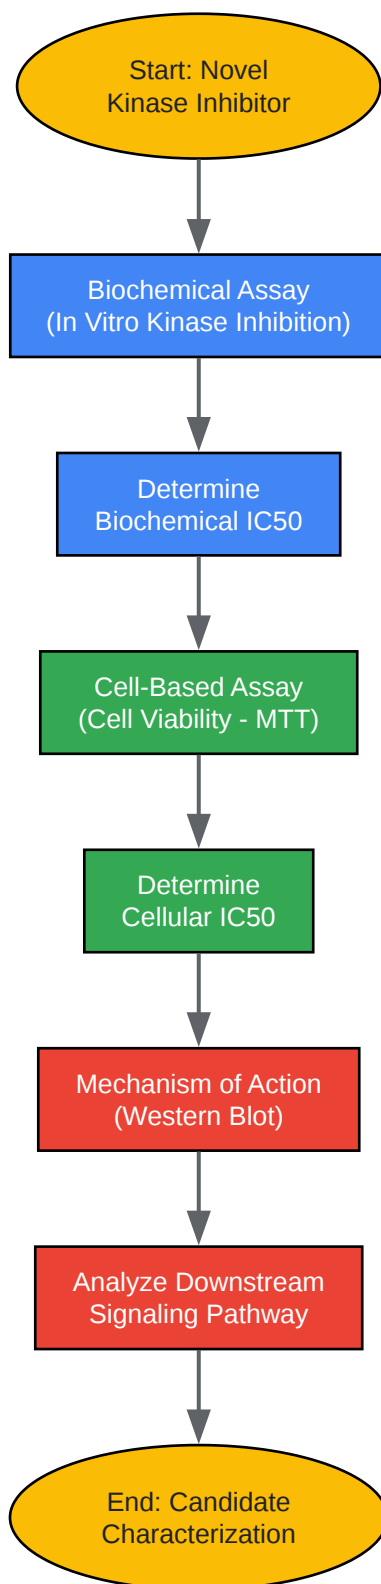 Start: Novel
Kinase Inhibitor
Biochemical Assay
(In Vitro Kinase Inhibition)
Determine
Biochemical IC50
Cell-Based Assay
(Cell Viability - MTT)
Determine
Cellular IC50
Mechanism of Action
(Western Blot)
Analyze Downstream
Signaling Pathway
End: Candidate
Characterization